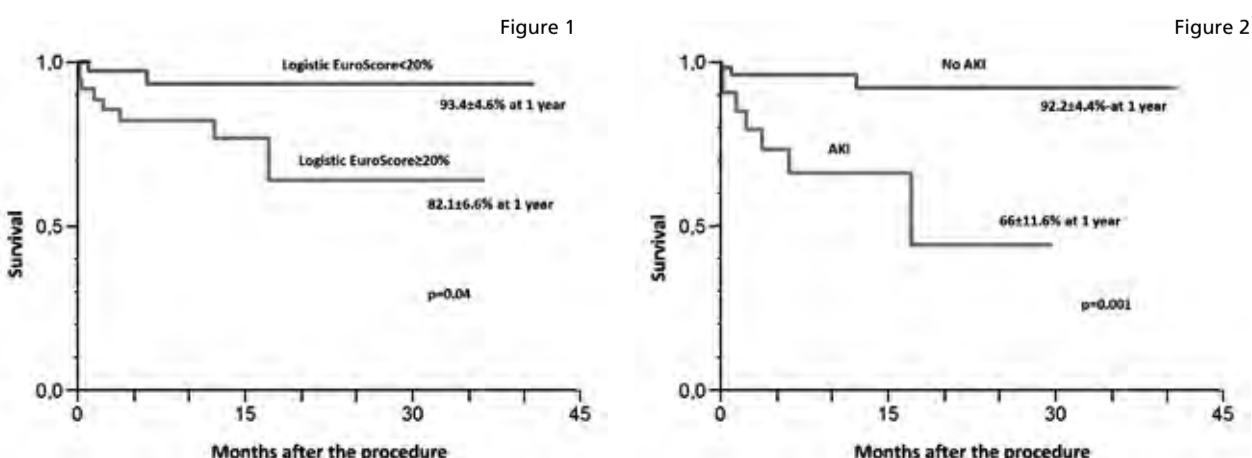 Figure 1
1.0
Logistic EuroScore<20%
93.4±4.6% at 1 year
Logistic EuroScore≥20%
82.1±6.6% at 1 year
0,5
Survival
p=0.04
0.0
0
15
30
45
Months after the procedure
Figure 2
1.0
No AKI
92.2±4.4% at 1 year
AKI
66±11.6% at 1 year
0,5
Survival
p=0.001
0.0
0
15
30
45
Months after the procedure